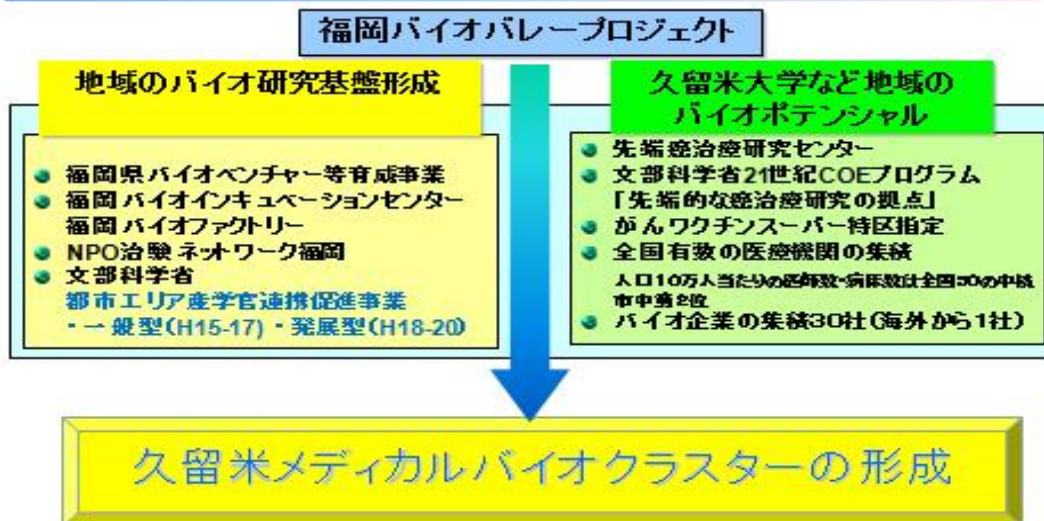 福岡バイオバレープロジェクト
地域のバイオ研究基盤形成
福岡県バイオベンチャー等育成事業
福岡バイオインキュベーションセンター
福岡バイオファクトリー
NPO治験ネットワーク福岡
文部科学省
都市エリア産学官連携促進事業
・一般型(H15-17)・発展型(H18-20)
久留米大学など地域の
バイオポテンシャル
先端癌治療研究センター
文部科学省21世紀COEプログラム
「先端的な癌治療研究の拠点」
がんワクチンスーパー特区指定
全国有数の医療機関の集積
人口10万人当たりの医師数・病床数は全国の中核
市中第2位
バイオ企業の集積30社(海外から1社)
久留米メディカルバイオクラスターの形成